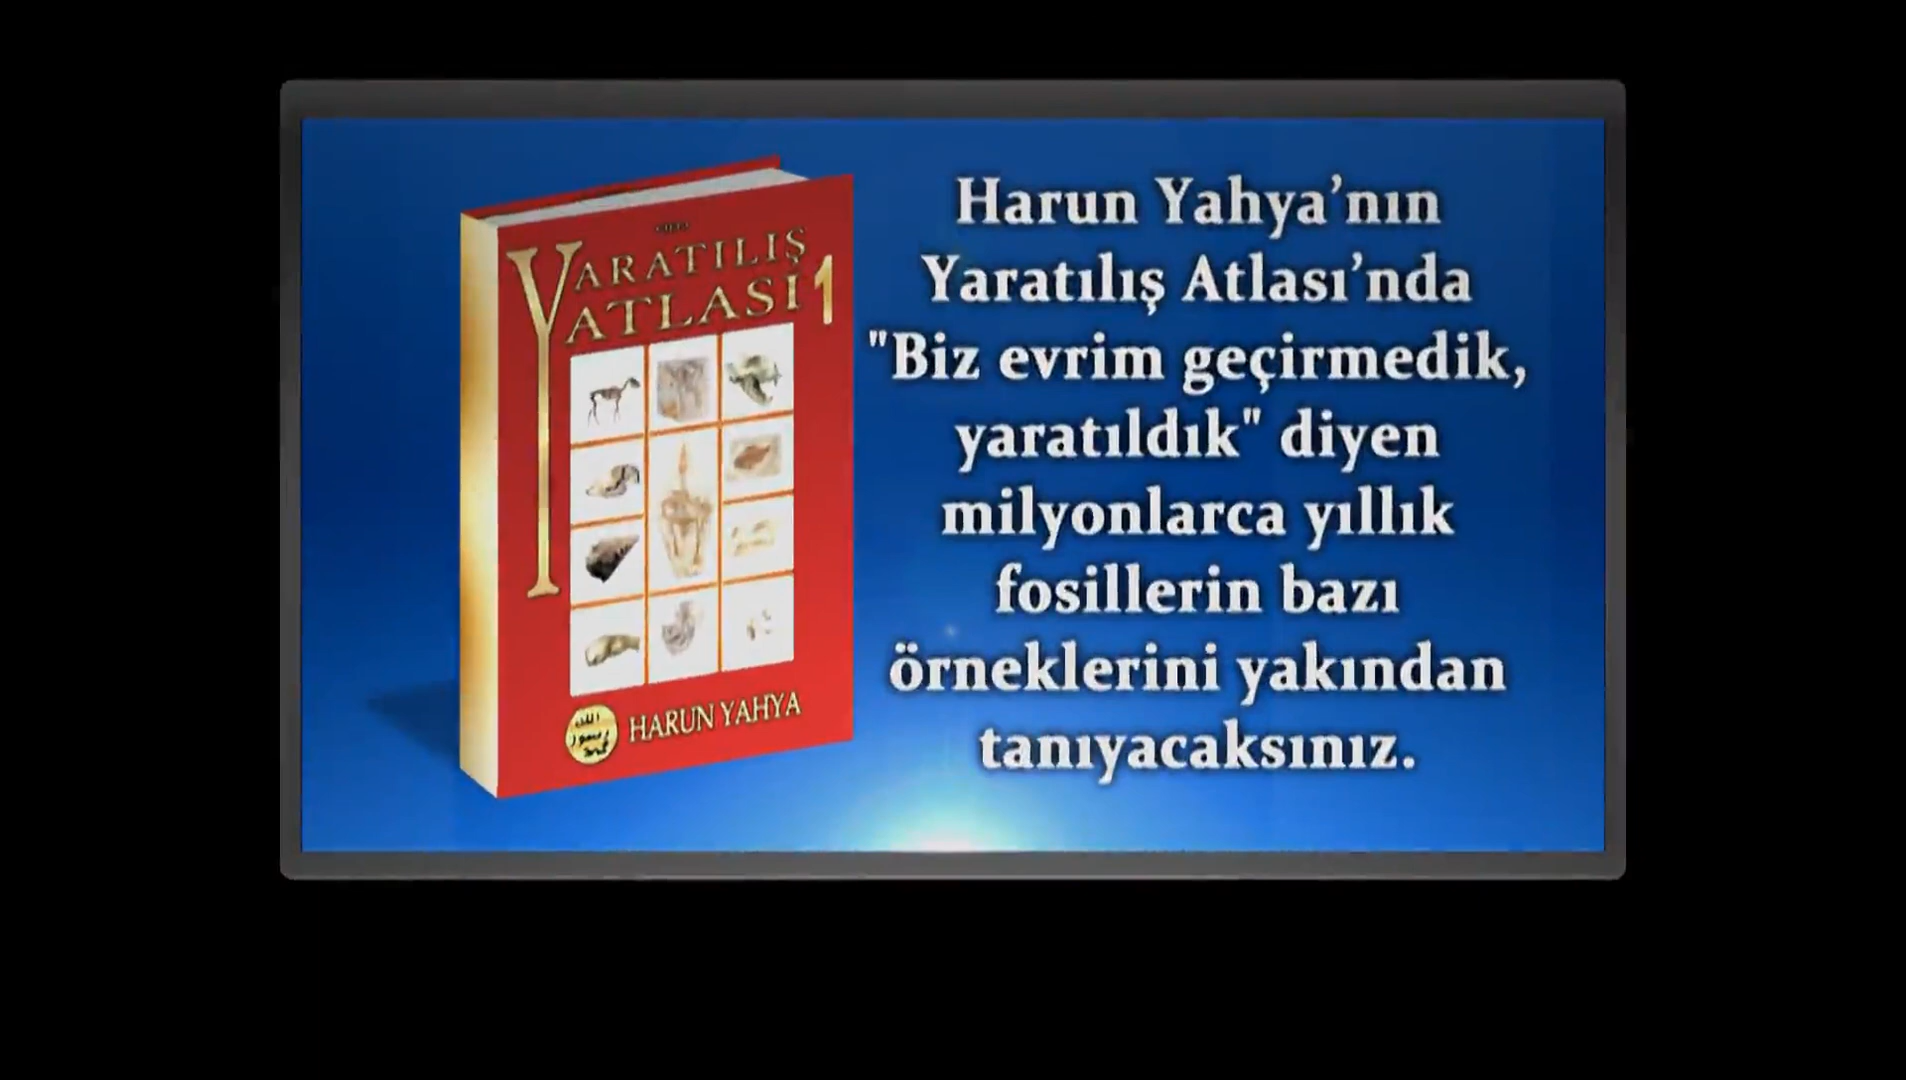 YARATILIŞ
ATLASI 1
HARUN YAHYA
Harun Yahya’nın
Yaratılış Atlası’nda
"Biz evrim geçirmedik,
yaratıldık" diyen
milyonlarca yıllık
fosillerin bazı
örneklerini yakından
tanıyacaksınız.